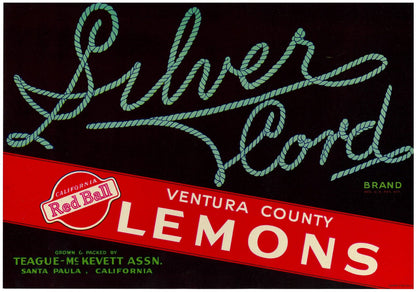 Silver
Cord
BRAND
CALIFORNIA
Red Ball
VENTURA COUNTY
LEMONS
GROWN & PACKED BY
TEAGUE-McKEVETT ASSN.
SANTA PAULA, CALIFORNIA